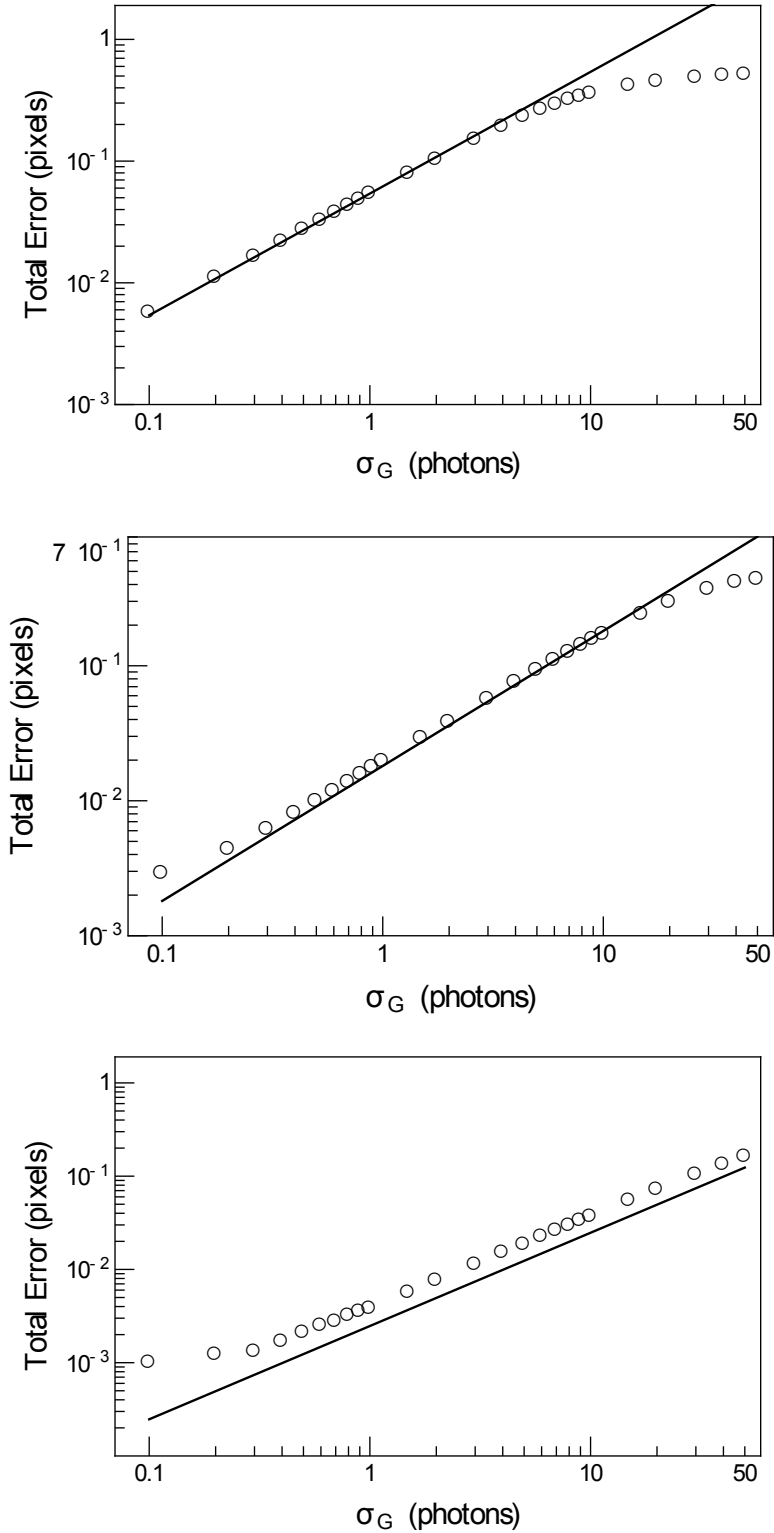 1
10-1
10-2
10-3
Total Error (pixels)
0.1 1 10 50
σG (photons)
7 10-1
10-1
10-2
10-3
Total Error (pixels)
0.1 1 10 50
σG (photons)
1
10-1
10-2
10-3
Total Error (pixels)
0.1 1 10 50
σG (photons)